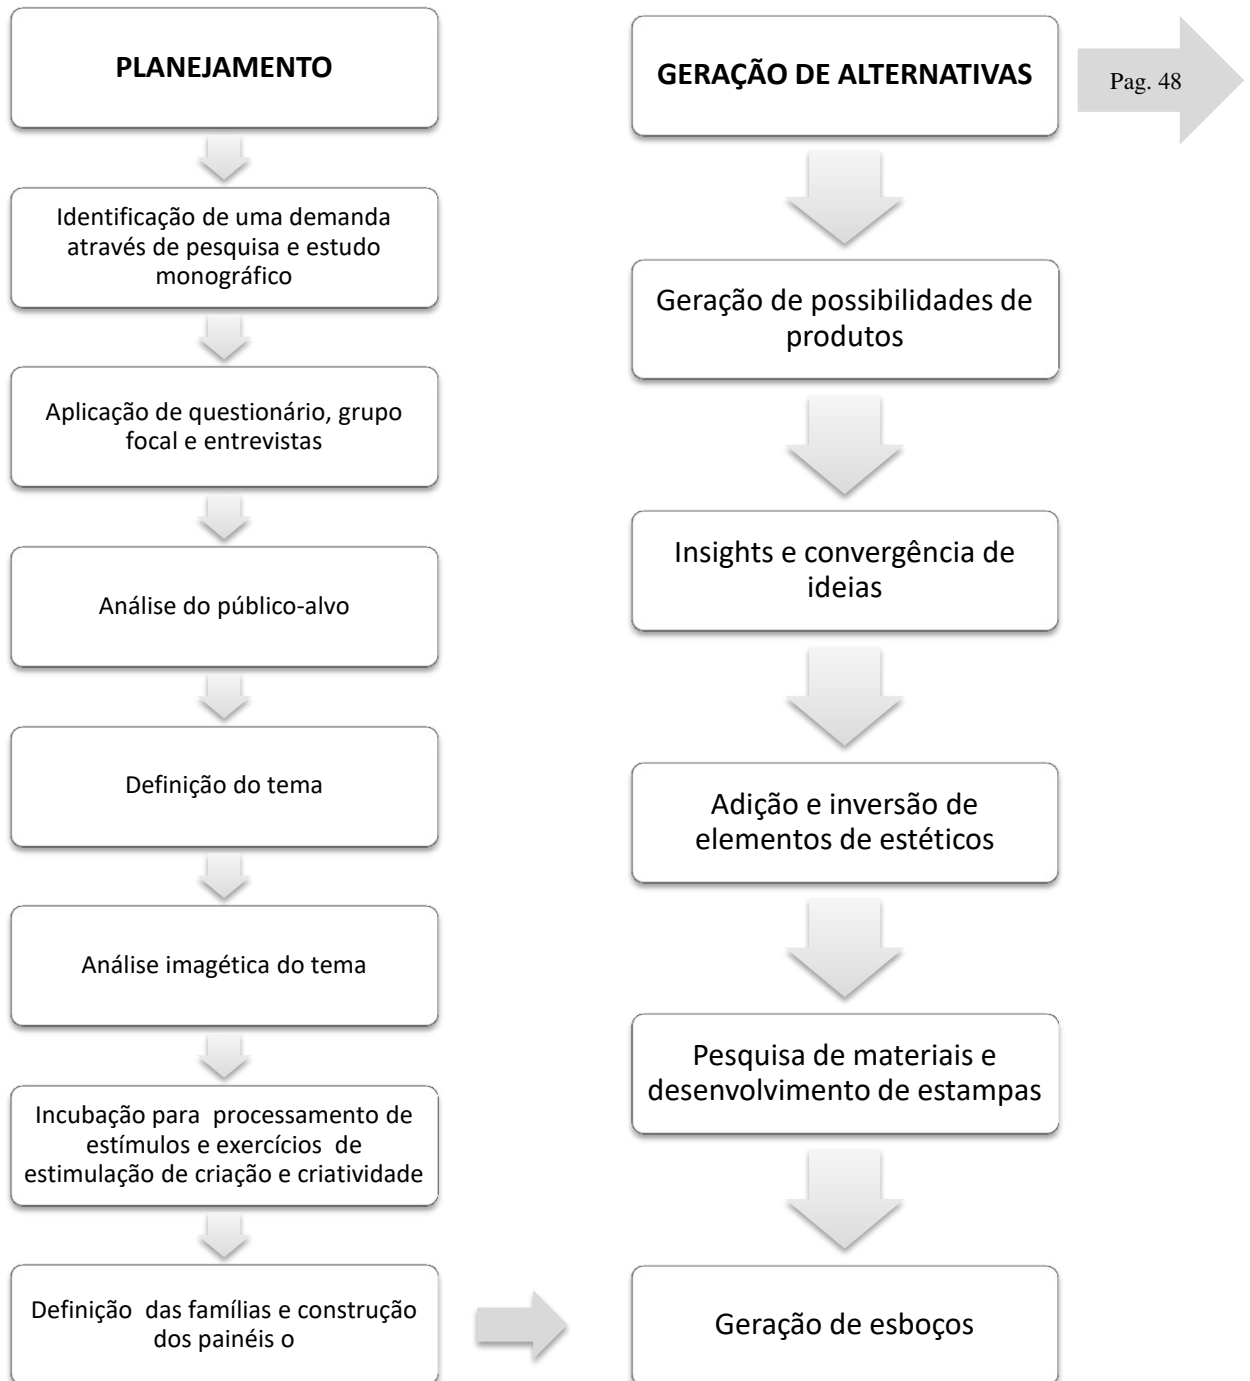 PLANEJAMENTO
Identificação de uma demanda
através de pesquisa e estudo
monográfico
Aplicação de questionário, grupo
focal e entrevistas
Análise do público-alvo
Definição do tema
Análise imagética do tema
Incubação para processamento de
estímulos e exercícios de
estimulação de criação e criatividade
Definição das famílias e construção
dos painéis o
GERAÇÃO DE ALTERNATIVAS
Pag. 48
Geração de possibilidades de
produtos
Insights e convergência de
ideias
Adição e inversão de
elementos de estéticos
Pesquisa de materiais e
desenvolvimento de estampas
Geração de esboços